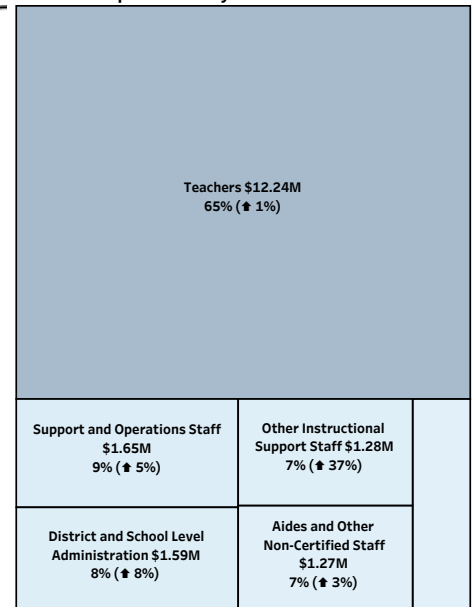 Teachers $12.24M
65% (⬆ 1%)
Support and Operations Staff
$1.65M
9% (⬆ 5%)
Other Instructional
Support Staff $1.28M
7% (⬆ 37%)
District and School Level
Administration $1.59M
8% (⬆ 8%)
Aides and Other
Non-Certified Staff
$1.27M
7% (⬆ 3%)